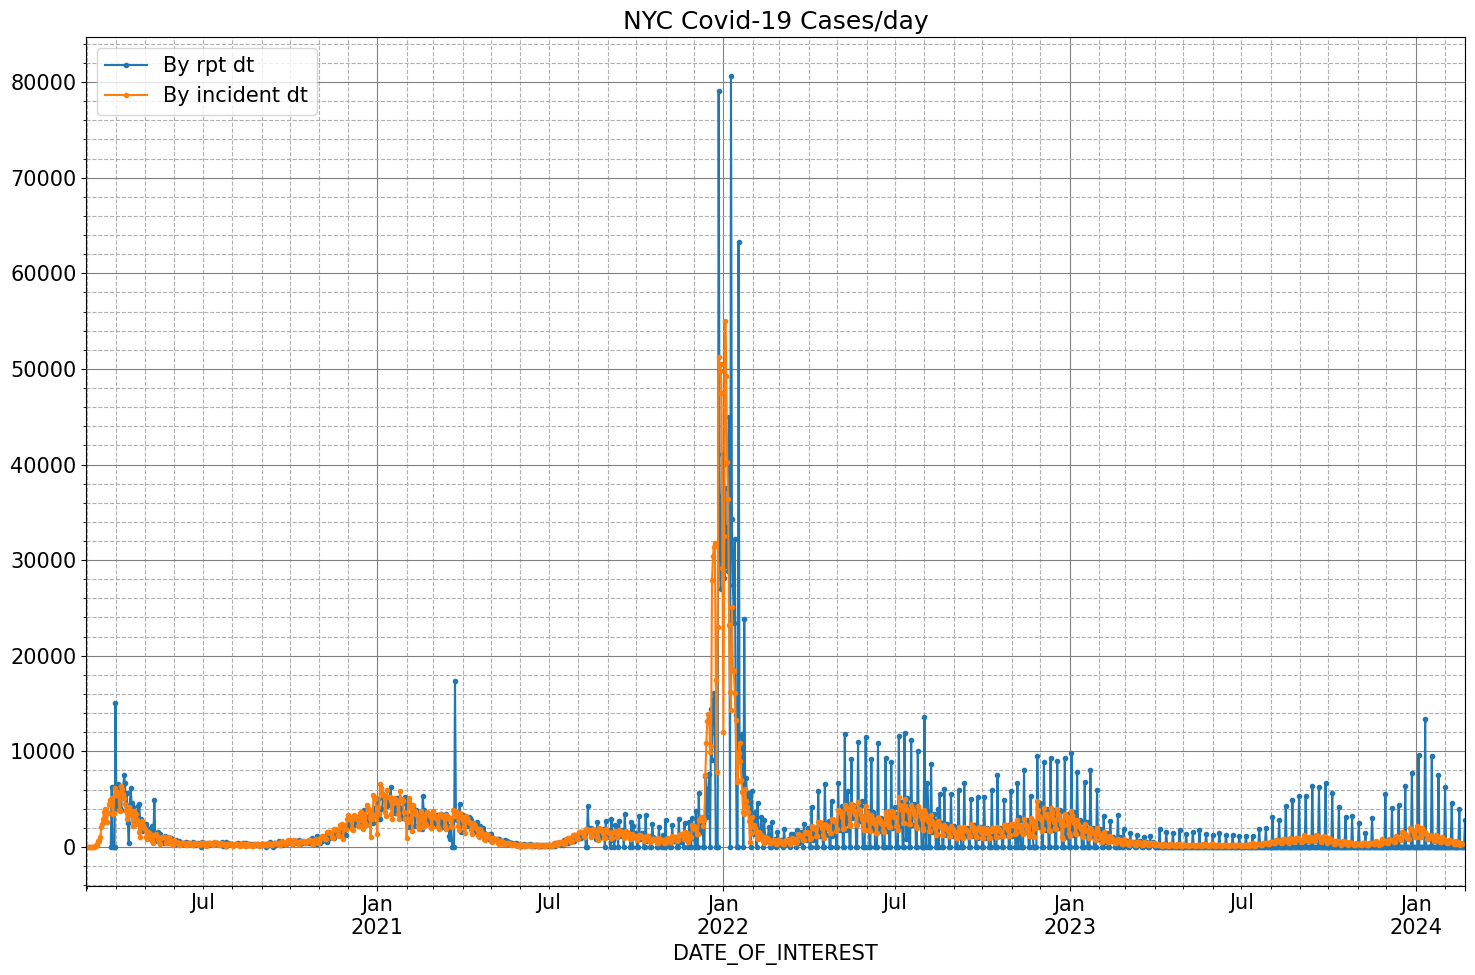 NYC Covid-19 Cases/day
By rpt dt
By incident dt
80000
70000
60000
50000
40000
30000
20000
10000
0
Jul Jan Jul Jan Jul Jan Jul Jan
2021 2022 2023 2024
DATE_OF_INTEREST